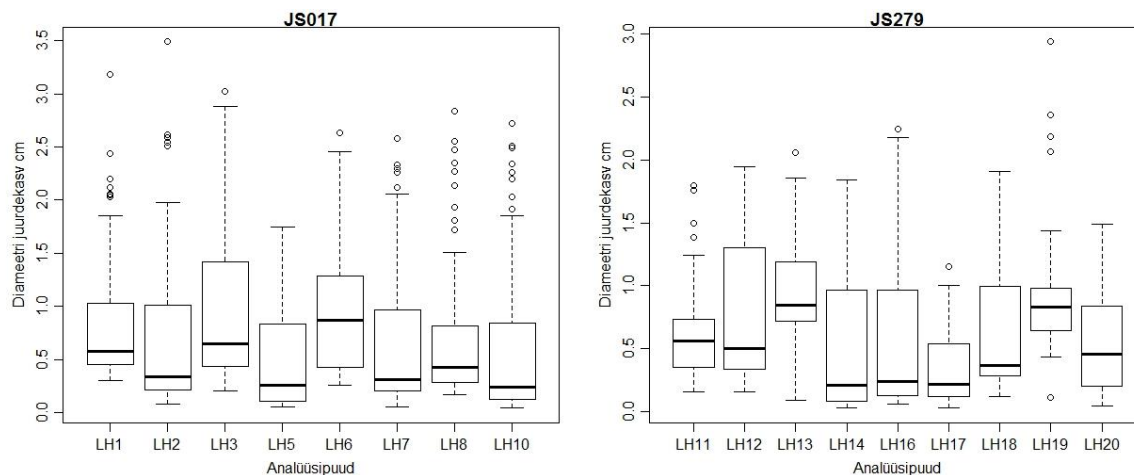 JS017
Diameetri juurdekasv cm
3.5
3.0
2.5
2.0
1.5
1.0
0.5
0.0
LH1 LH2 LH3 LH5 LH6 LH7 LH8 LH10
Analüüsipuud
JS279
Diameetri juurdekasv cm
3.0
2.5
2.0
1.5
1.0
0.5
0.0
LH11 LH12 LH13 LH14 LH16 LH17 LH18 LH19 LH20
Analüüsipuud